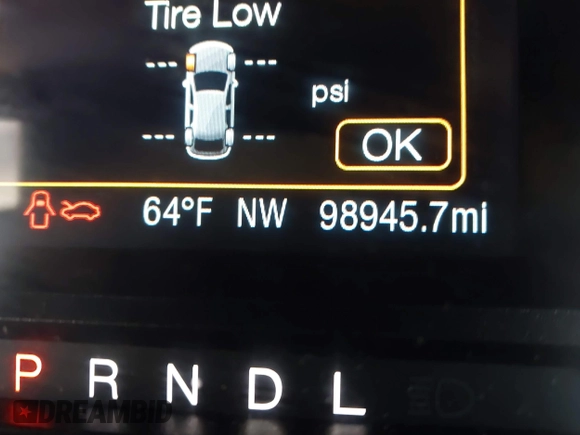 Tire Low
--- ---
psi
--- ---
OK
64°F NW 98945.7mi
P R N D L
DREAMBID